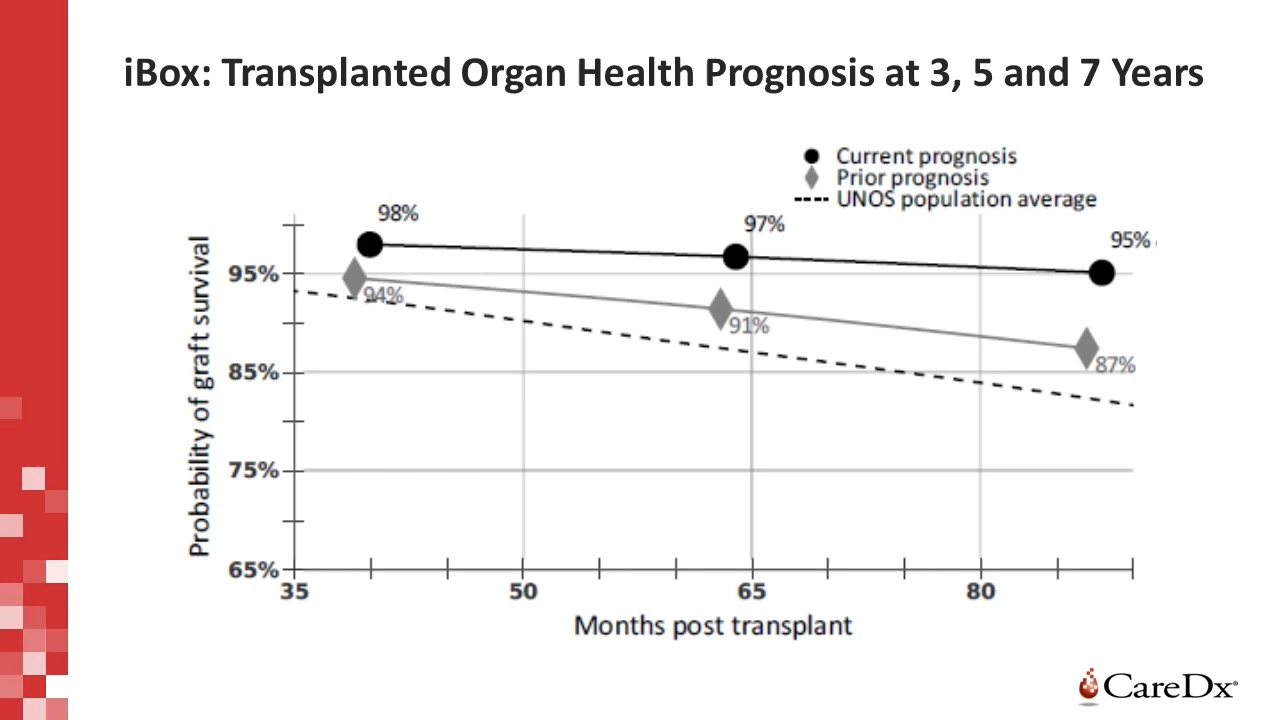 iBox: Transplanted Organ Health Prognosis at 3, 5 and 7 Years
Current prognosis
Prior prognosis
UNOS population average
98%
97%
95%
94%
91%
87%
Probability of graft survival
95%
85%
75%
65%
35
50
65
80
Months post transplant
CareDx®